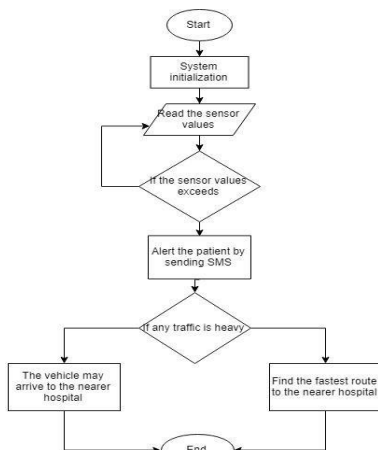 Start
System
initialization
Read the sensor
values
If the sensor values
exceeds
Alert the patient by
sending SMS
If any traffic is heavy
The vehicle may
arrive to the nearer
hospital
Find the fastest route
to the nearer hospital
End